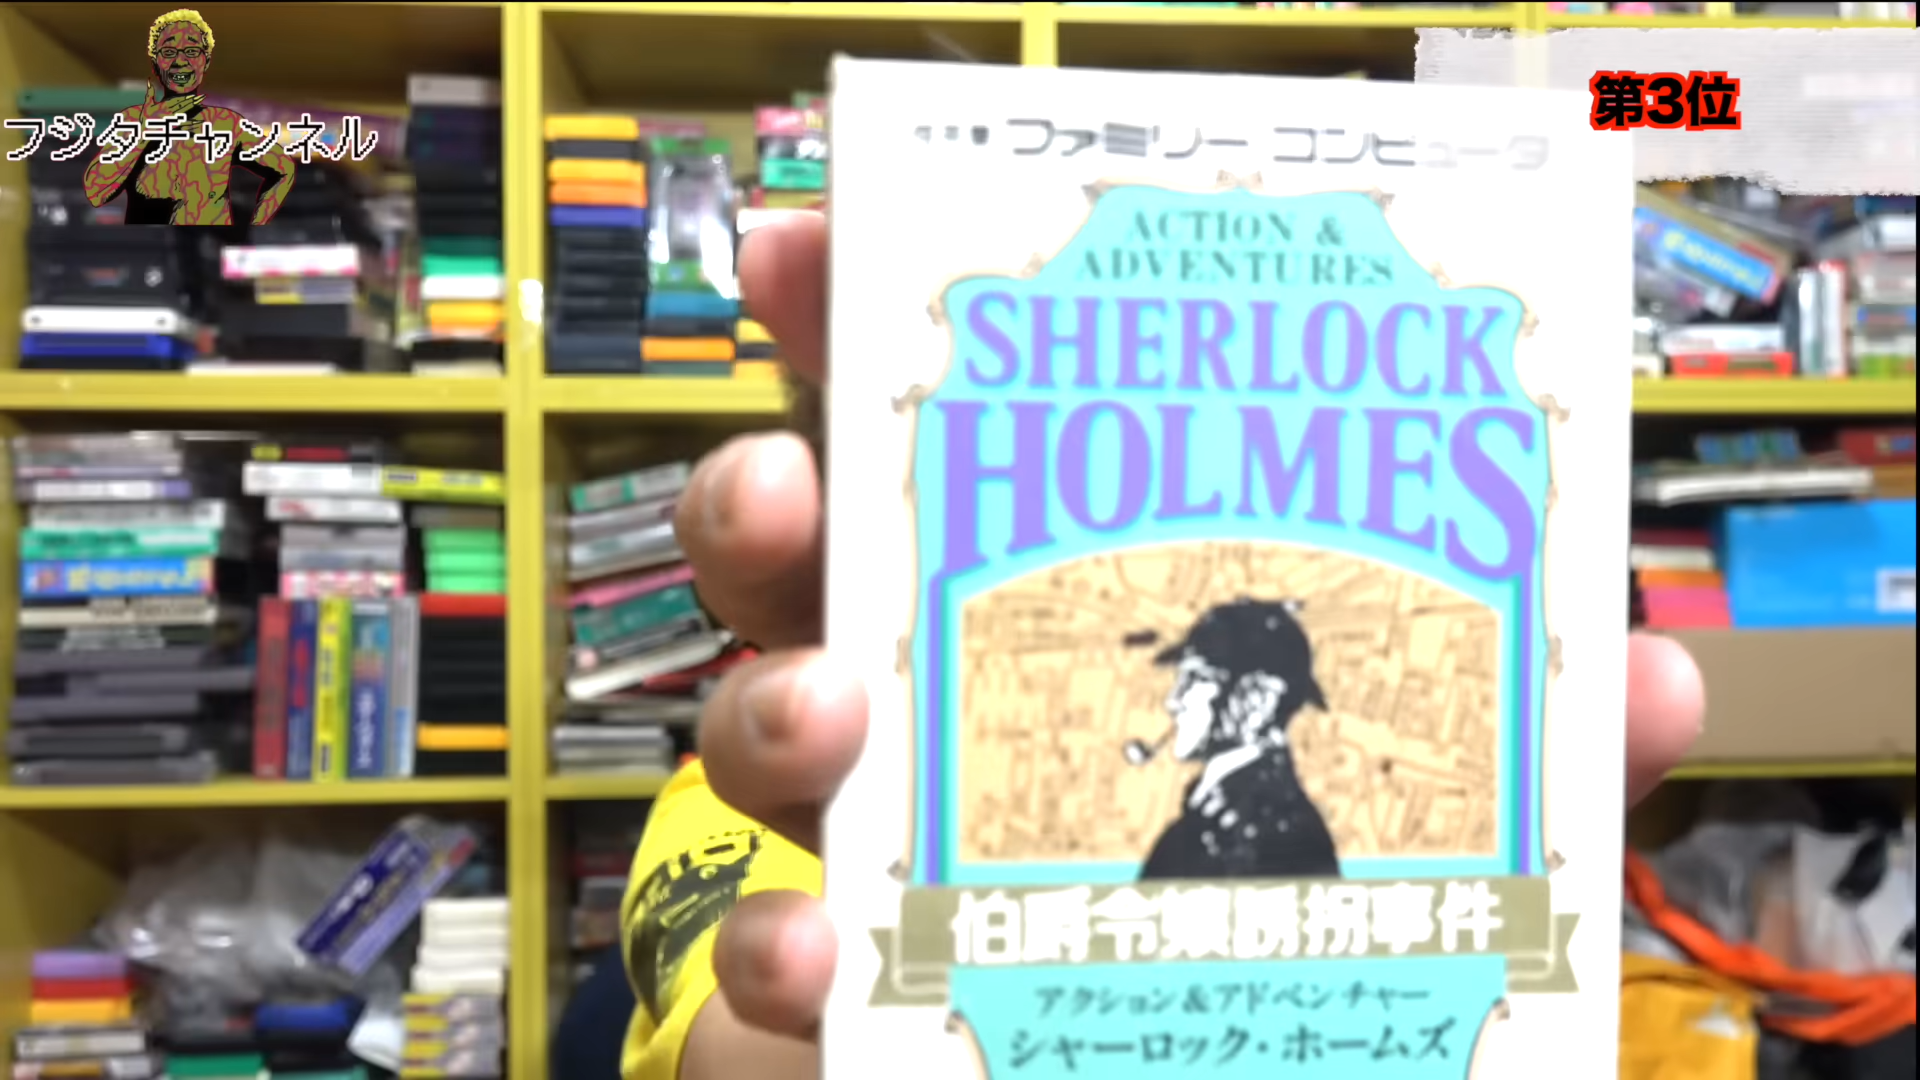 フジタチャンネル
第3位
ファミリー コンピュータ
ACTION &
ADVENTURES
SHERLOCK
HOLMES
伯爵令嬢誘拐事件
アクション&アドベンチャー
シャーロック・ホームズ